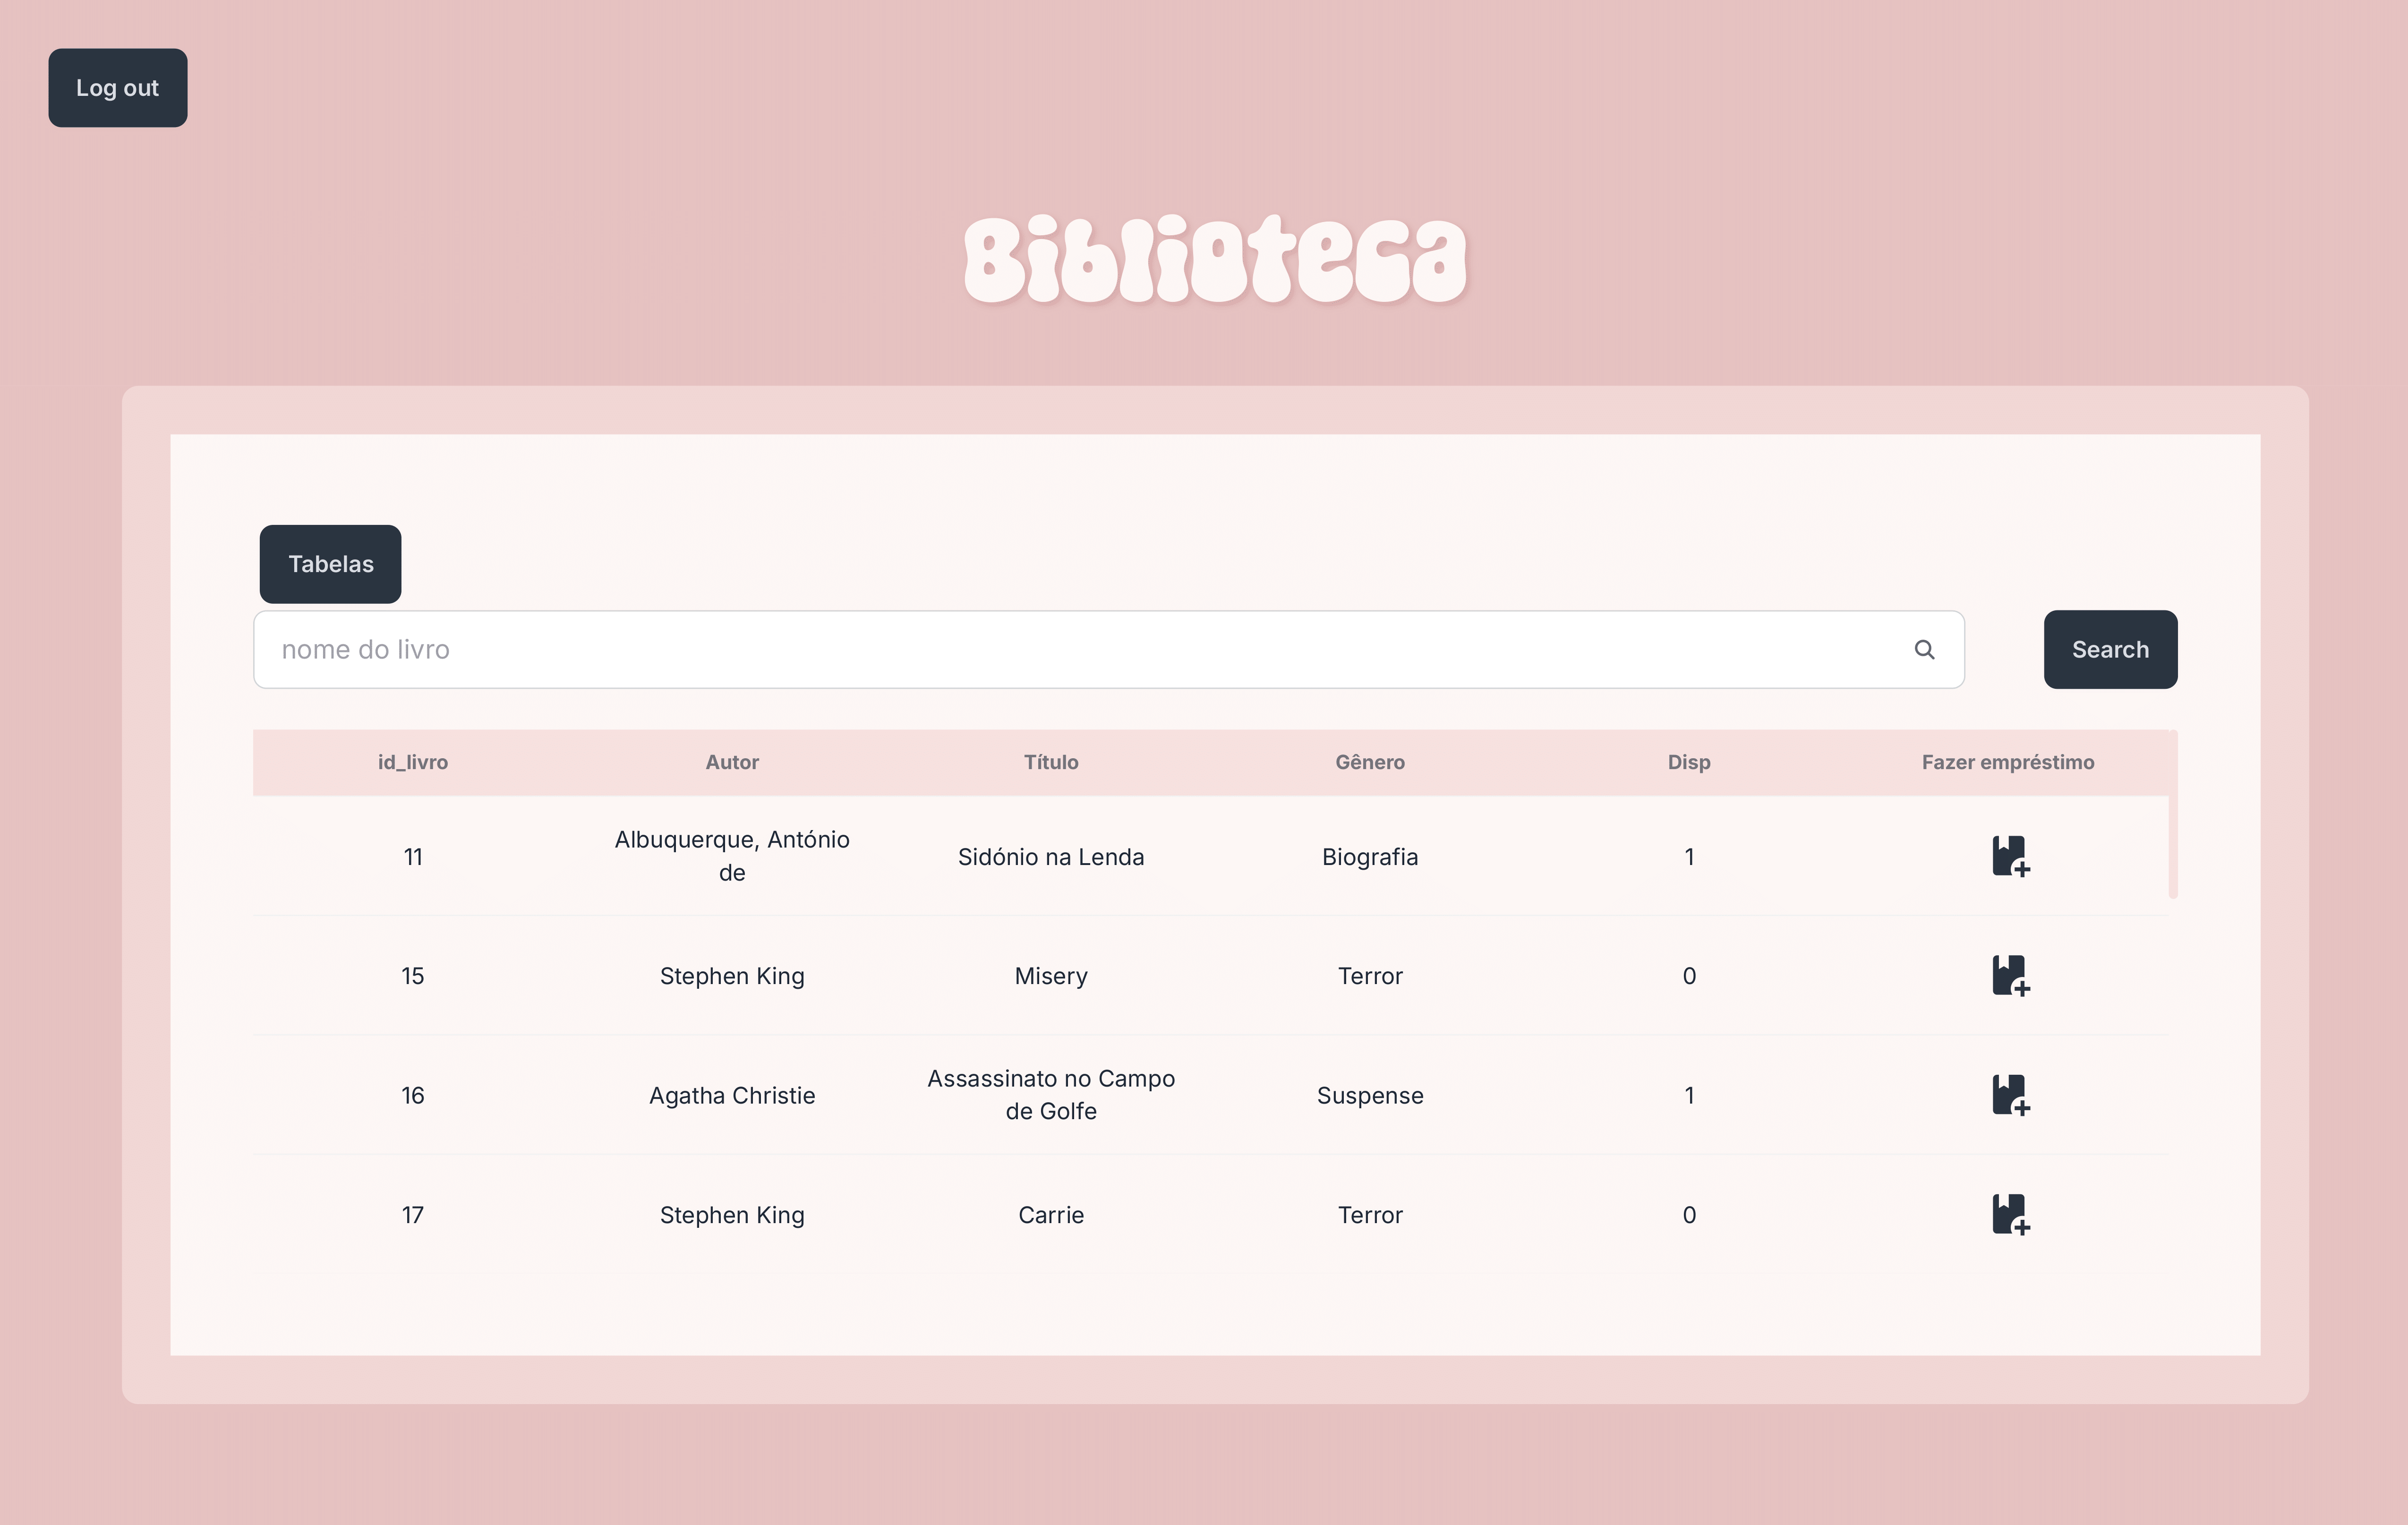 Log out
Biblioteca
Tabelas
nome do livro
Search
id_livro Autor Título Gênero Disp Fazer empréstimo
11 Albuquerque, António de Sidónio na Lenda Biografia 1
15 Stephen King Misery Terror 0
16 Agatha Christie Assassinato no Campo de Golfe Suspense 1
17 Stephen King Carrie Terror 0